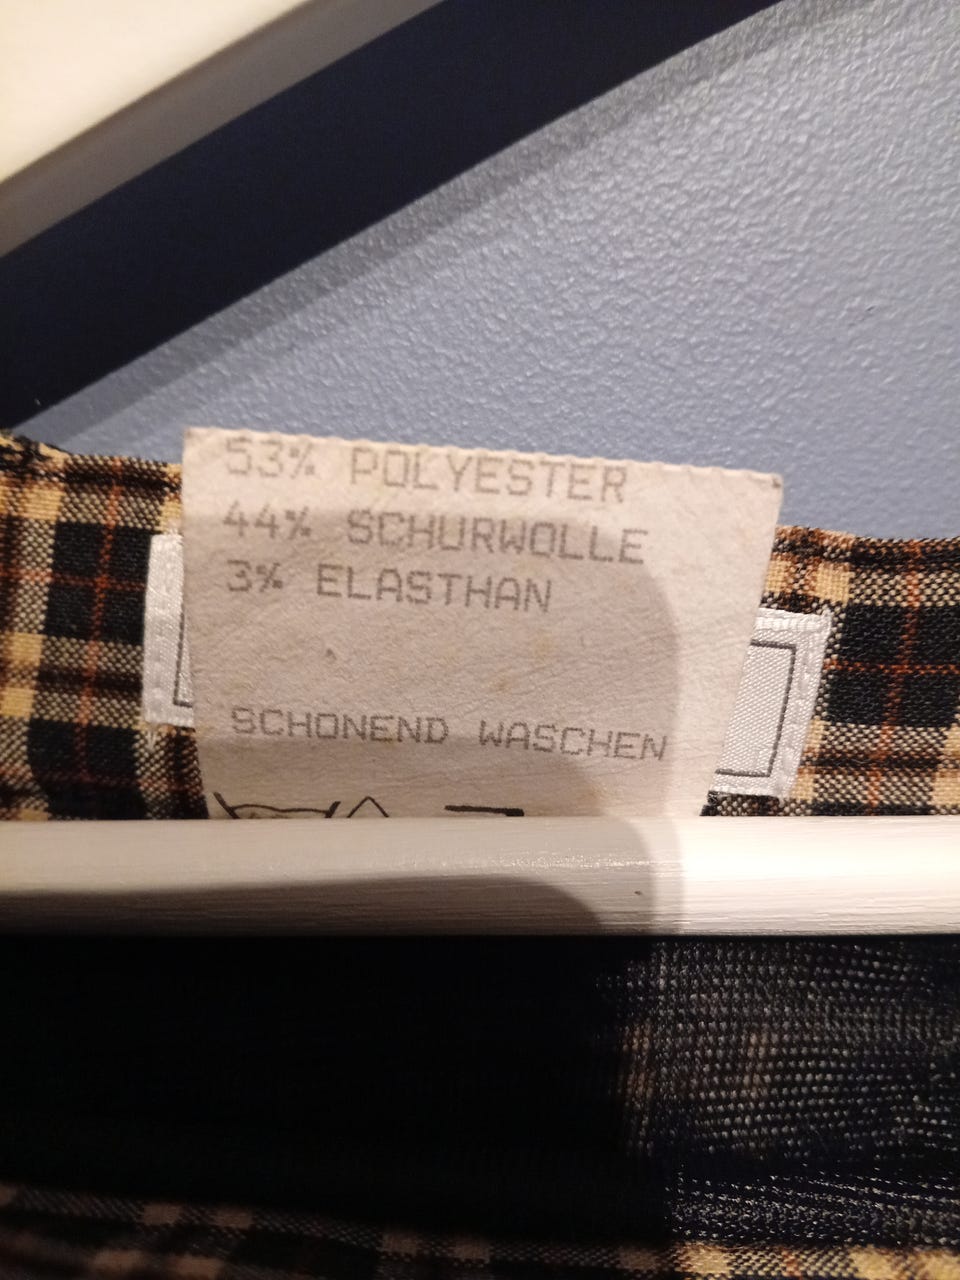 53% POLYESTER
44% SCHURWOLLE
3% ELASTHAN
SCHONEND WASCHEN